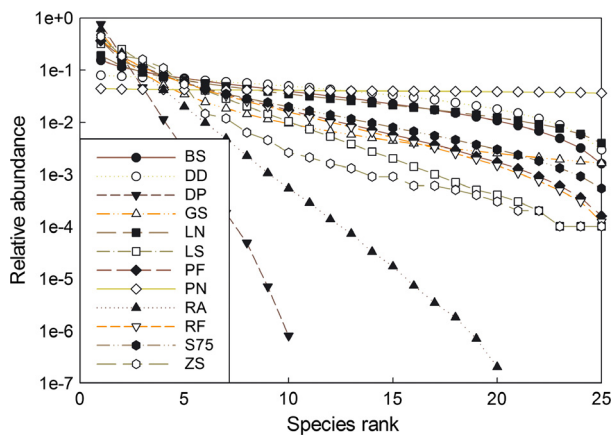 1e+0
1e-1
1e-2
1e-3
1e-4
1e-5
1e-6
1e-7
Relative abundance
BS
DD
DP
GS
LN
LS
PF
PN
RA
RF
S75
ZS
0 5 10 15 20 25
Species rank